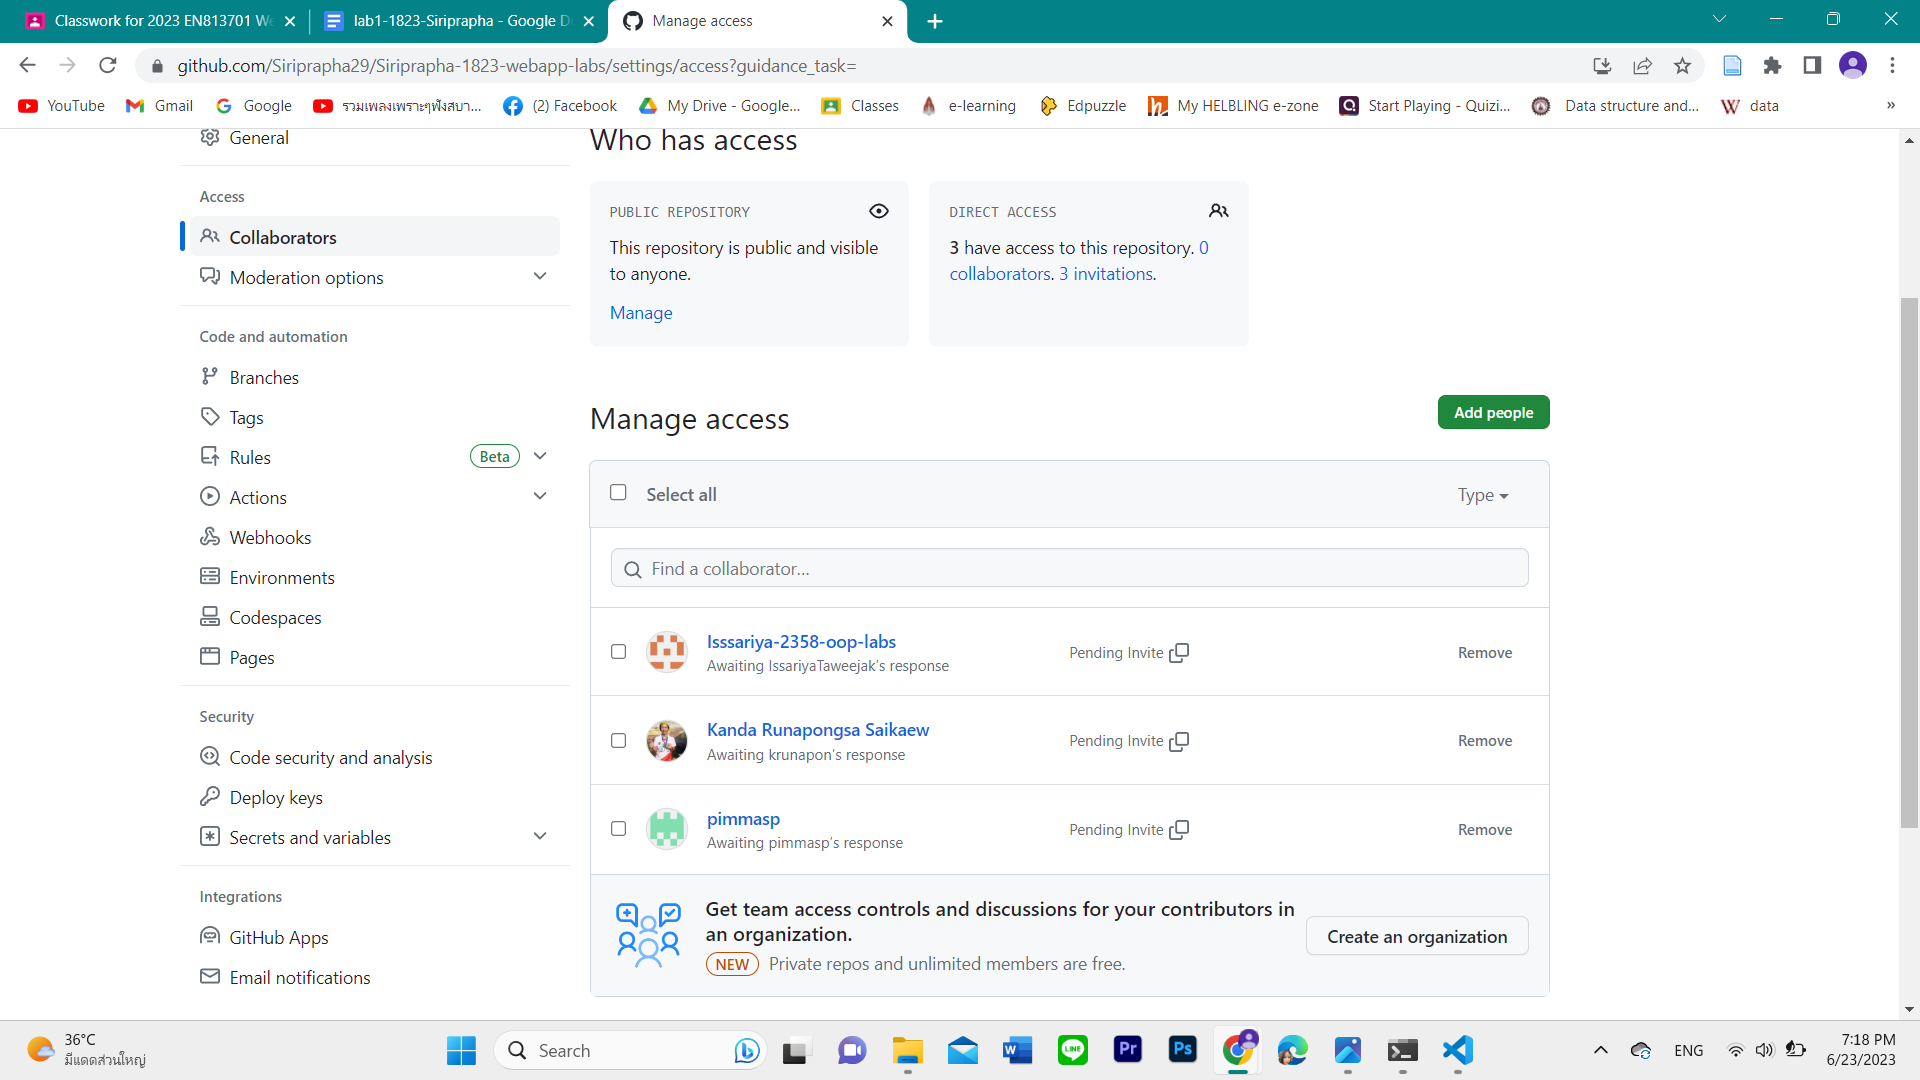 Classwork for 2023 EN813701 We
lab1-1823-Siriprapha - Google D
Manage access
github.com/Siriprapha29/Siriprapha-1823-webapp-labs/settings/access?guidance_task=
YouTube
Gmail
Google
รวมเพลงเพราะๆฟังสบา...
(2) Facebook
My Drive - Google...
Classes
e-learning
Edpuzzle
My HELBLING e-zone
Start Playing - Quizi...
Data structure and...
data
»
General
Access
Collaborators
Moderation options
Code and automation
Branches
Tags
Rules
Beta
Actions
Webhooks
Environments
Codespaces
Pages
Security
Code security and analysis
Deploy keys
Secrets and variables
Integrations
GitHub Apps
Email notifications
Who has access
PUBLIC REPOSITORY
This repository is public and visible
to anyone.
Manage
DIRECT ACCESS
3 have access to this repository. 0
collaborators. 3 invitations.
Manage access
Add people
Select all
Type
Find a collaborator...
Isssariya-2358-oop-labs
Awaiting IssariyaTaweejak's response
Pending Invite
Remove
Kanda Runapongsa Saikaew
Awaiting krunapon's response
Pending Invite
Remove
pimmasp
Awaiting pimmasp's response
Pending Invite
Remove
Get team access controls and discussions for your contributors in
an organization.
NEW Private repos and unlimited members are free.
Create an organization
36°C
มีแดดส่วนใหญ่
Search
LINE
Pr
Ps
ENG
7:18 PM
6/23/2023